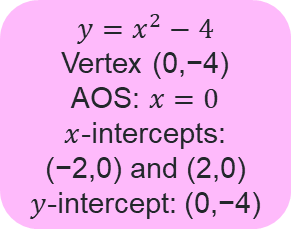 y = x² − 4
Vertex (0,−4)
AOS: x = 0
x-intercepts:
(−2,0) and (2,0)
y-intercept: (0,−4)